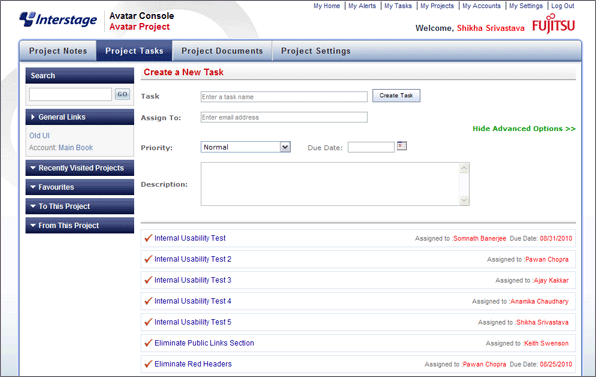 My Home | My Alerts | My Tasks | My Projects | My Accounts | My Settings | Log Out
Interstage
Avatar Console
Avatar Project
Welcome, Shikha Srivastava
FUJITSU
Project Notes
Project Tasks
Project Documents
Project Settings
Search
GO
General Links
Old UI
Account: Main Book
Recently Visited Projects
Favourites
To This Project
From This Project
Create a New Task
Task
Enter a task name
Create Task
Assign To:
Enter email address
Hide Advanced Options >>
Priority:
Normal
Due Date:
Description:
Internal Usability Test Assigned to :Somnath Banerjee Due Date: 08/31/2010
Internal Usability Test 2 Assigned to :Pawan Chopra
Internal Usability Test 3 Assigned to :Ajay Kakkar
Internal Usability Test 4 Assigned to :Anamika Chaudhary
Internal Usability Test 5 Assigned to :Shikha Srivastava
Eliminate Public Links Section Assigned to :Keith Swenson
Eliminate Red Headers Assigned to :Pawan Chopra Due Date: 08/25/2010